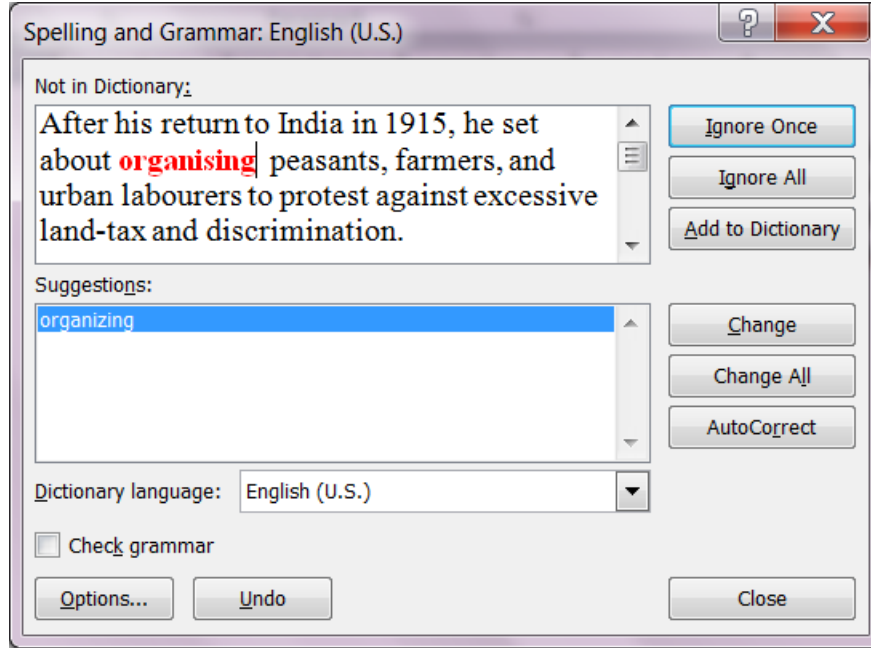 Spelling and Grammar: English (U.S.)
Not in Dictionary:
After his return to India in 1915, he set
about organising peasants, farmers, and
urban labourers to protest against excessive
land-tax and discrimination.
Ignore Once
Ignore All
Add to Dictionary
Suggestions:
organizing
Change
Change All
AutoCorrect
Dictionary language: English (U.S.)
Check grammar
Options... Undo Close